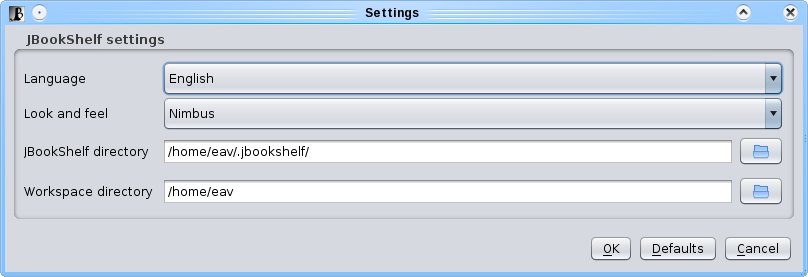 Settings
JBookShelf settings
Language English
Look and feel Nimbus
JBookShelf directory /home/eav/.jbookshelf/
Workspace directory /home/eav
OK Defaults Cancel